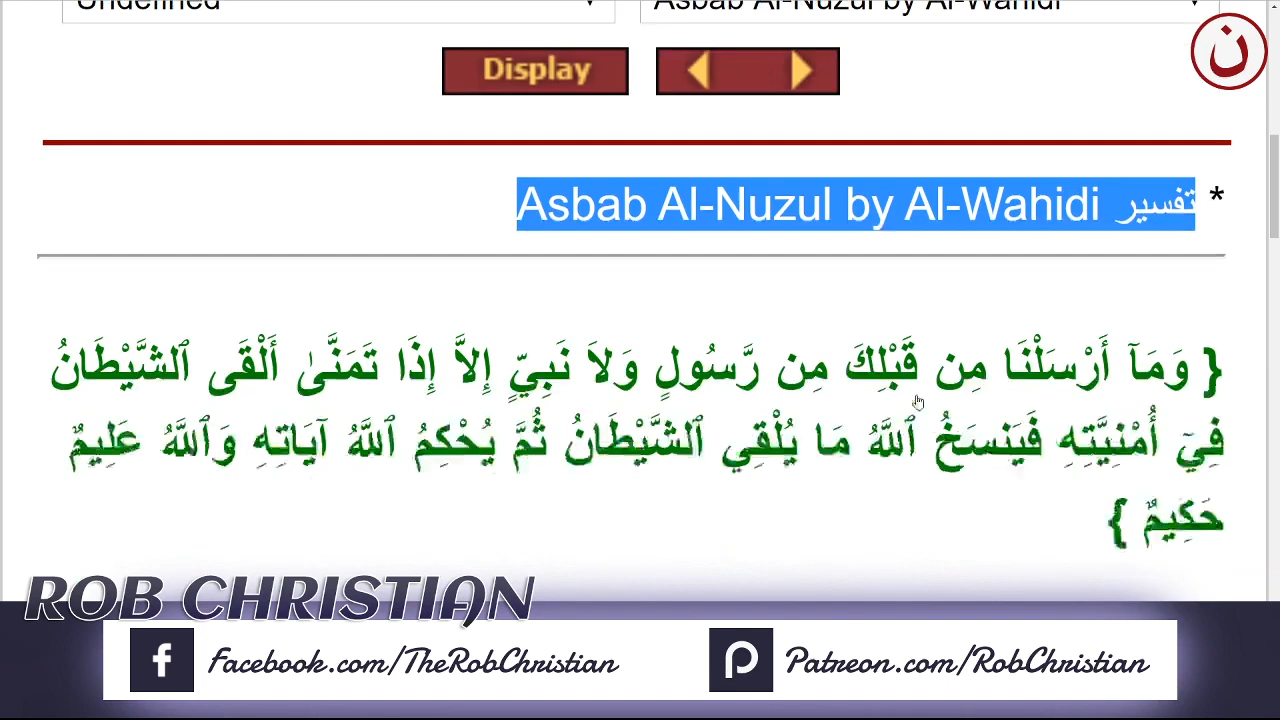 Undefined
Asbab Al-Nuzul by Al-Wahidi
Display
ن
* تفسير Asbab Al-Nuzul by Al-Wahidi
{ وَمَآ أَرْسَلْنَا مِن قَبْلِكَ مِن رَّسُولٍ وَلاَ نَبِيٍّ إِلاَّ إِذَا تَمَنَّىٰ أَلْقَى ٱلشَّيْطَانُ
فِيۤ أُمْنِيَّتِهِ فَيَنسَخُ ٱللَّهُ مَا يُلْقِي ٱلشَّيْطَانُ ثُمَّ يُحْكِمُ ٱللَّهُ آيَاتِهِ وَٱللَّهُ عَلِيمٌ
حَكِيمٌ }
ROB CHRISTIAN
f Facebook.com/TheRobChristian
Patreon.com/RobChristian